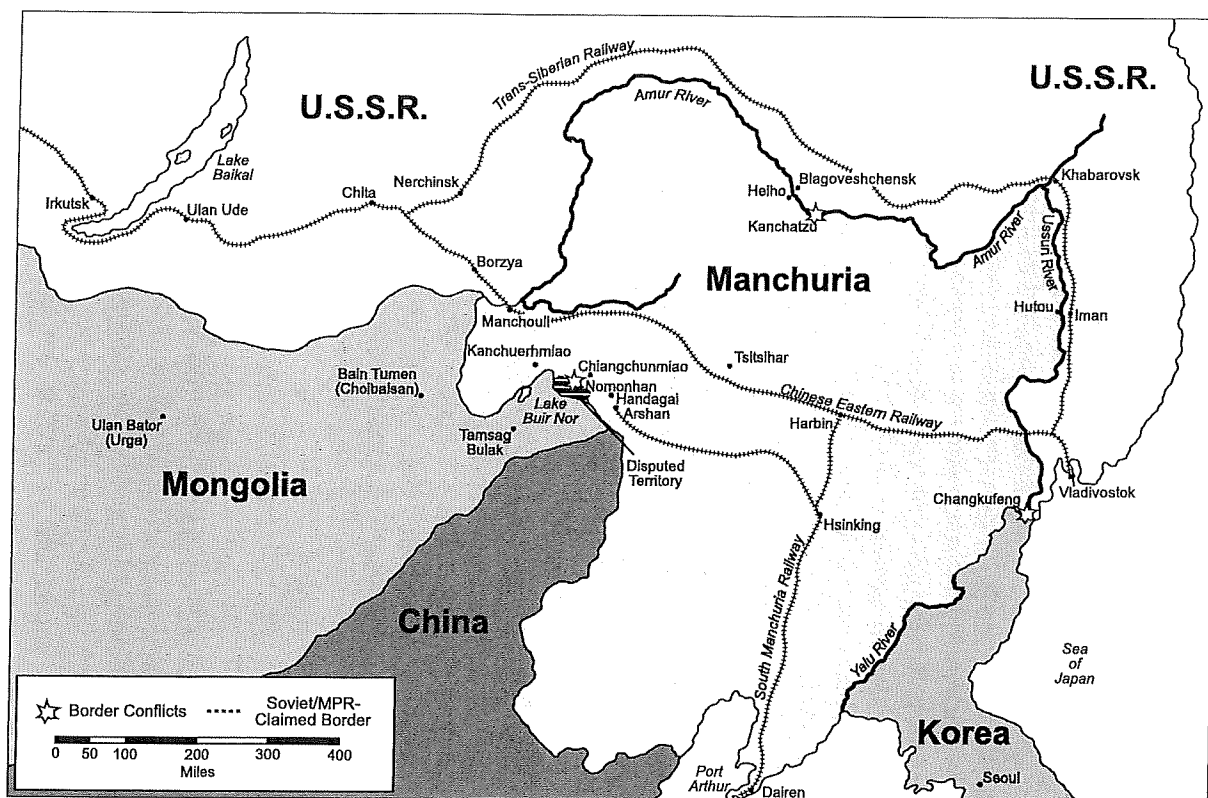 U.S.S.R.
U.S.S.R.
Trans-Siberian Railway
Amur River
Lake
Baikal
Irkutsk
Ulan Ude
Chita
Nerchinsk
Borzya
Heiho
Blagoveshchensk
Kanchatzu
Khabarovsk
Amur River
Ussuri River
Manchuria
Hutou
Iman
Manchouli
Kanchuerhmiao
Chiangchunmiao
Nomonhan
Handagai
Arshan
Lake
Buir Nor
Tsitsihar
Chinese Eastern Railway
Harbin
Bain Tumen
(Choibalsan)
Ulan Bator
(Urga)
Tamsag
Bulak
Mongolia
Disputed
Territory
Changkufeng
Vladivostok
Hsinking
South Manchuria Railway
China
Yalu River
Sea
of
Japan
Korea
Seoul
Port
Arthur
Dairen
Border Conflicts
Soviet/MPR-
Claimed Border
0 50 100 200 300 400
Miles